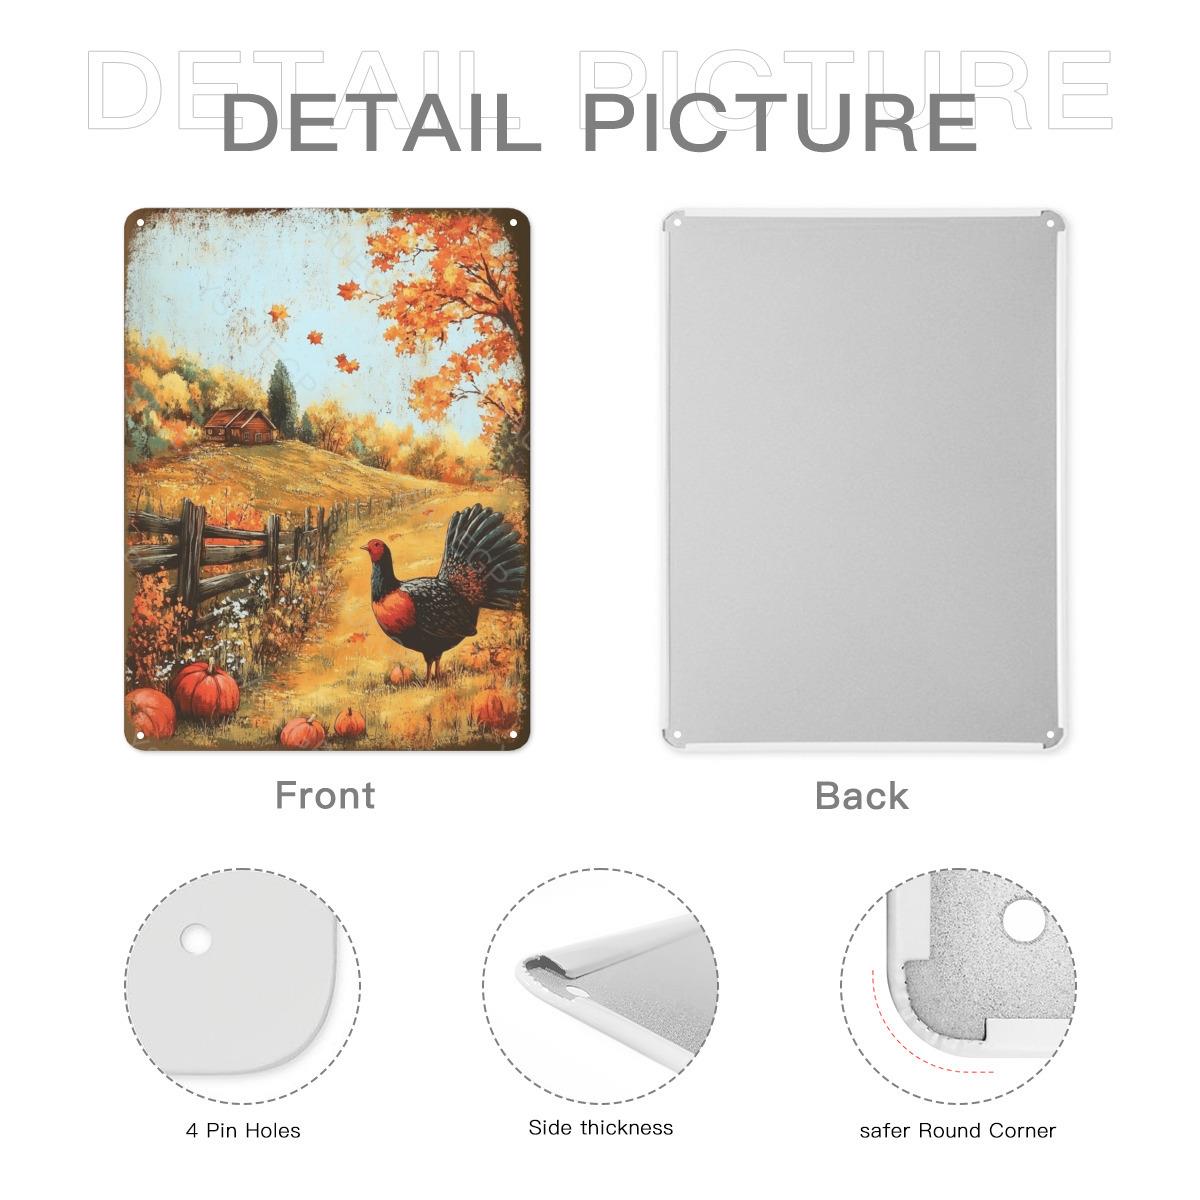 DETAIL PICTURE
DETAIL PICTURE
Front
Back
4 Pin Holes
Side thickness
safer Round Corner